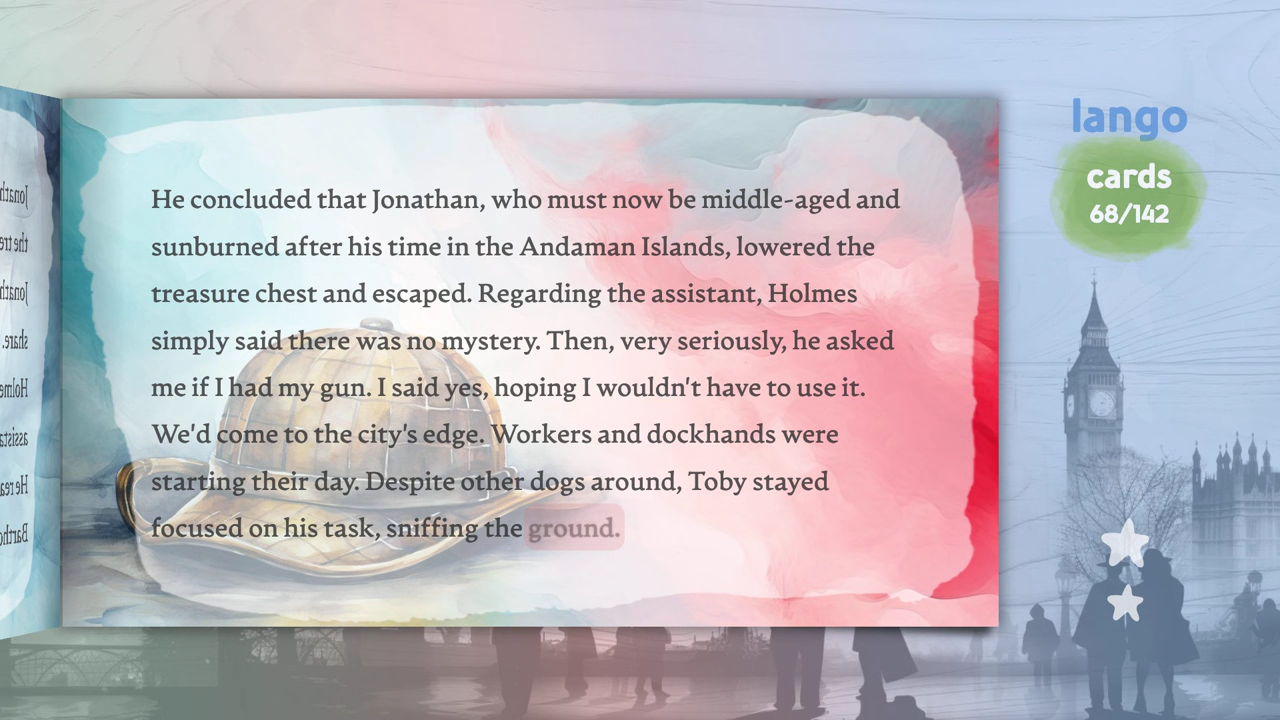 He concluded that Jonathan, who must now be middle-aged and
sunburned after his time in the Andaman Islands, lowered the
treasure chest and escaped. Regarding the assistant, Holmes
simply said there was no mystery. Then, very seriously, he asked
me if I had my gun. I said yes, hoping I wouldn't have to use it.
We'd come to the city's edge. Workers and dockhands were
starting their day. Despite other dogs around, Toby stayed
focused on his task, sniffing the ground.
lango
cards
68/142